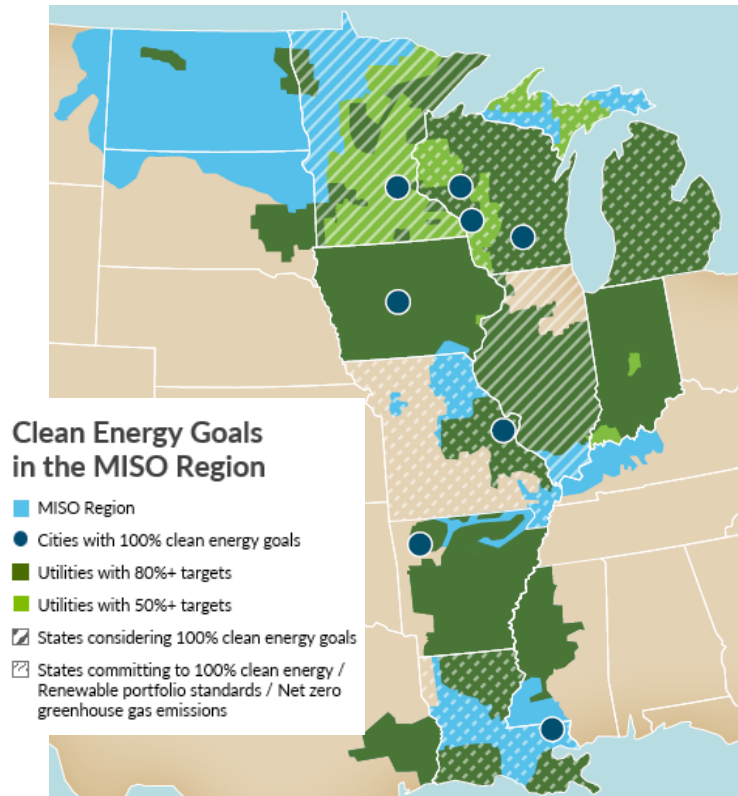 Clean Energy Goals
in the MISO Region
MISO Region
Cities with 100% clean energy goals
Utilities with 80%+ targets
Utilities with 50%+ targets
States considering 100% clean energy goals
States committing to 100% clean energy /
Renewable portfolio standards / Net zero
greenhouse gas emissions